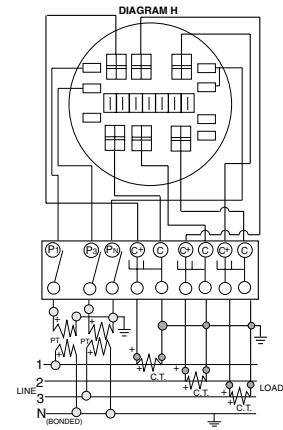 DIAGRAM H
P1 P3 PN C+ C C+ C C+ C
+ + + +
PT PT
+ +
1 +
C.T.
2 +
LINE LOAD
C.T.
3 +
N C.T.
(BONDED)